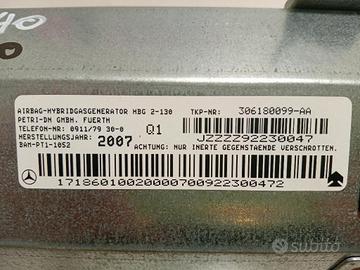 AIRBAG-HYBRIDGASGENERATOR HBG 2-130
TKP-NR: 306180099-AA
PETRI-DN GMBH. FUERTH
TELEFON-NR: 0911/79 30-0
Q1
JZZZZ92230047
HERSTELLUNGSJAHR: 2007
BAM-PT1-1052
ACHTUNG: NUR INERTE GEGENSTAENDE VERSCHROTTEN.
17186010020000700922300472
subito